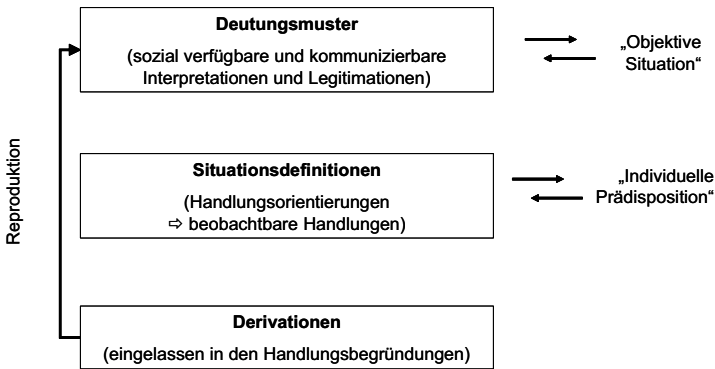 Deutungsmuster
(sozial verfügbare und kommunizierbare
Interpretationen und Legitimationen)
„Objektive
Situation“
Situationsdefinitionen
(Handlungsorientierungen
⇨ beobachtbare Handlungen)
„Individuelle
Prädisposition“
Derivationen
(eingelassen in den Handlungsbegründungen)
Reproduktion